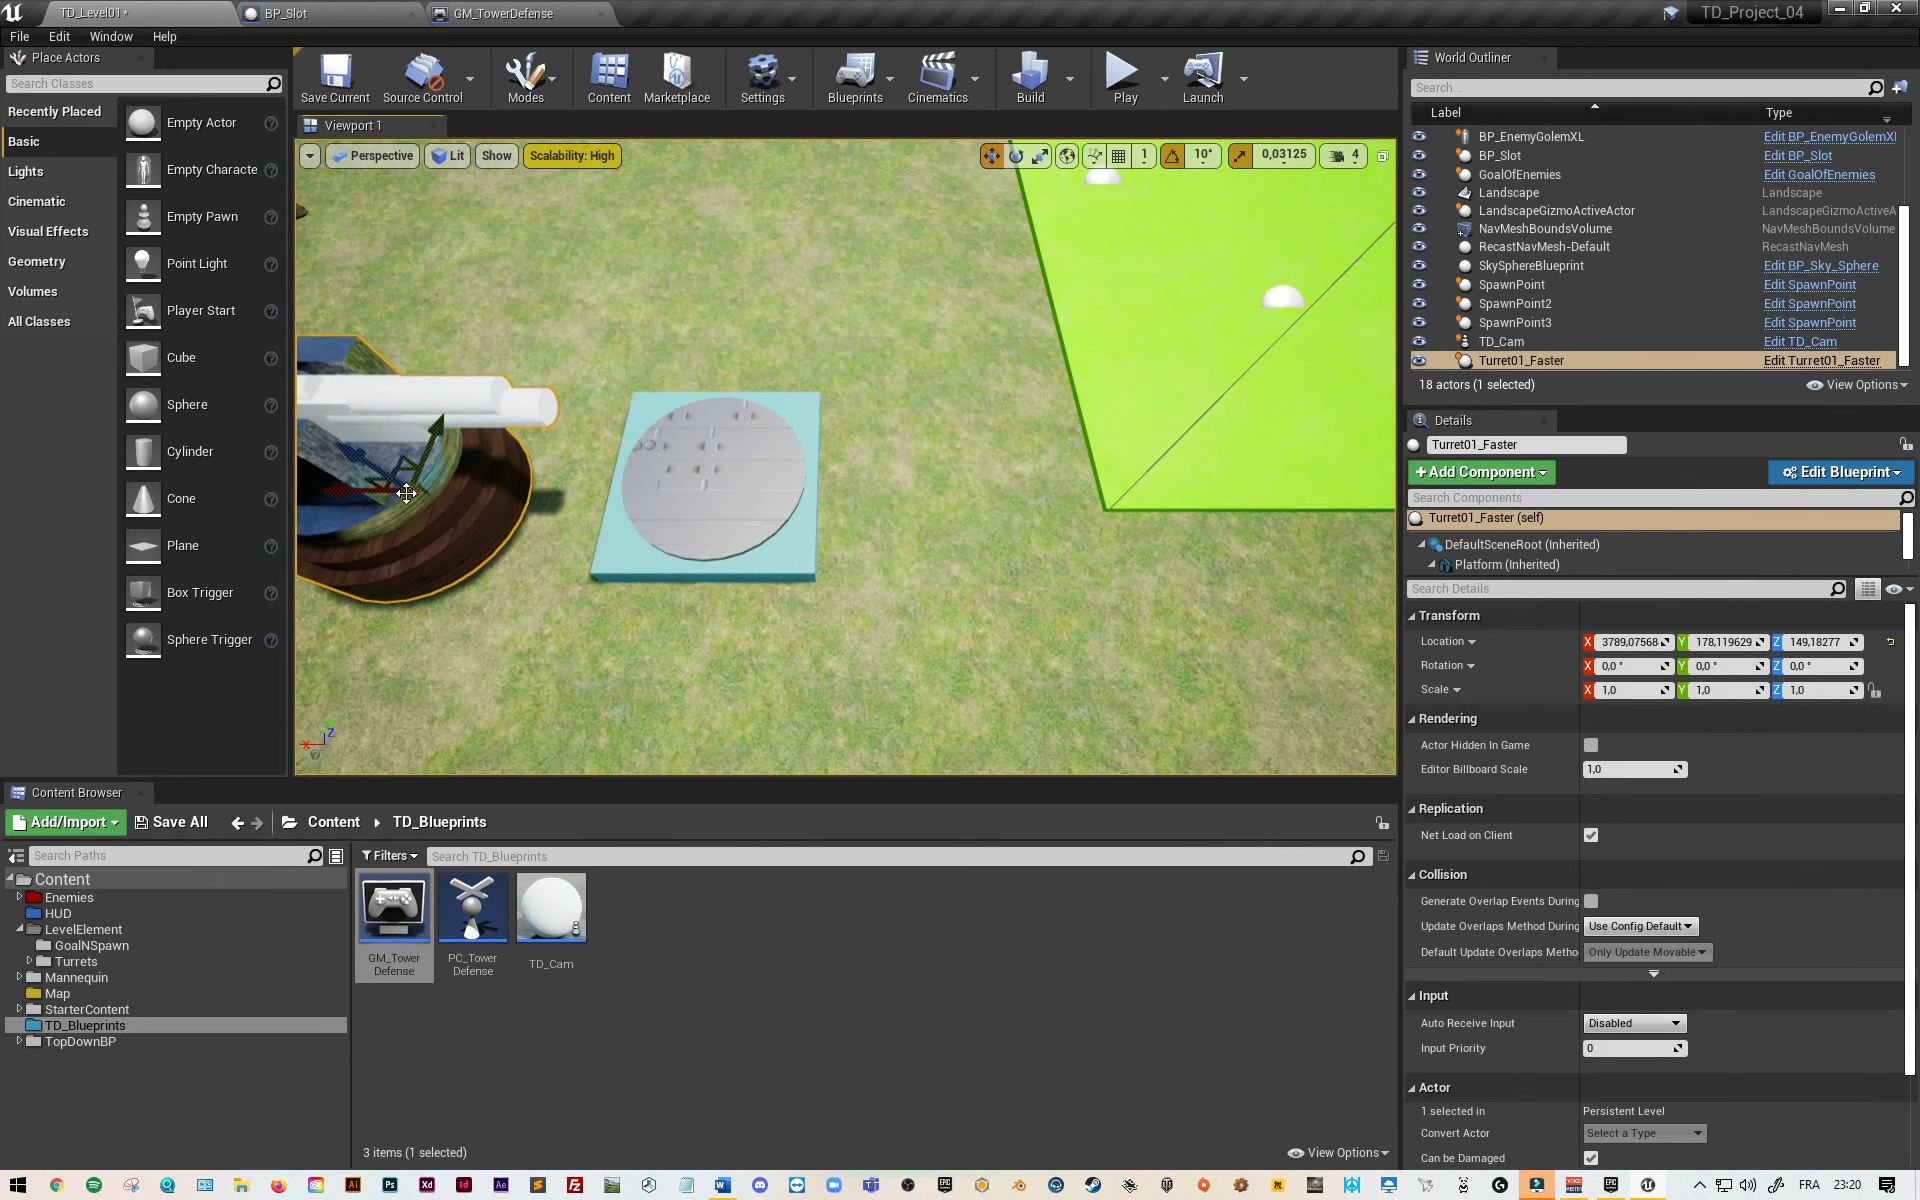 TD_Level01*
BP_Slot
GM_TowerDefense
TD_Project_04
File Edit Window Help
Place Actors
Search Classes
Recently Placed
Basic
Lights
Cinematic
Visual Effects
Geometry
Volumes
All Classes
Empty Actor
Empty Characte
Empty Pawn
Point Light
Player Start
Cube
Sphere
Cylinder
Cone
Plane
Box Trigger
Sphere Trigger
Save Current
Source Control
Modes
Content
Marketplace
Settings
Blueprints
Cinematics
Build
Play
Launch
Viewport 1
Perspective Lit Show Scalability: High
1 10° 0,03125 4
X Y Z
World Outliner
Search...
Label Type
BP_EnemyGolemXL Edit BP_EnemyGolemXl
BP_Slot Edit BP_Slot
GoalOfEnemies Edit GoalOfEnemies
Landscape Landscape
LandscapeGizmoActiveActor LandscapeGizmoActiveA
NavMeshBoundsVolume NavMeshBoundsVolume
RecastNavMesh-Default RecastNavMesh
SkySphereBlueprint Edit BP_Sky_Sphere
SpawnPoint Edit SpawnPoint
SpawnPoint2 Edit SpawnPoint
SpawnPoint3 Edit SpawnPoint
TD_Cam Edit TD_Cam
Turret01_Faster Edit Turret01_Faster
18 actors (1 selected) View Options
Details
Turret01_Faster
+Add Component Edit Blueprint
Search Components
Turret01_Faster (self)
DefaultSceneRoot (Inherited)
Platform (Inherited)
Search Details
Transform
Location X 3789,07568 Y 178,119629 Z 149,18277
Rotation X 0,0 ° Y 0,0 ° Z 0,0 °
Scale X 1,0 Y 1,0 Z 1,0
Rendering
Actor Hidden In Game
Editor Billboard Scale 1,0
Replication
Net Load on Client
Collision
Generate Overlap Events During
Update Overlaps Method During Use Config Default
Default Update Overlaps Metho Only Update Movable
Input
Auto Receive Input Disabled
Input Priority 0
Actor
1 selected in Persistent Level
Convert Actor Select a Type
Can be Damaged
Content Browser
Add/Import Save All Content TD_Blueprints
Search Paths
Filters Search TD_Blueprints
Content
Enemies
HUD
LevelElement
GoalNSpawn
Turrets
Mannequin
Map
StarterContent
TD_Blueprints
TopDownBP
GM_Tower
Defense
PC_Tower
Defense
TD_Cam
3 items (1 selected) View Options
FRA 23:20